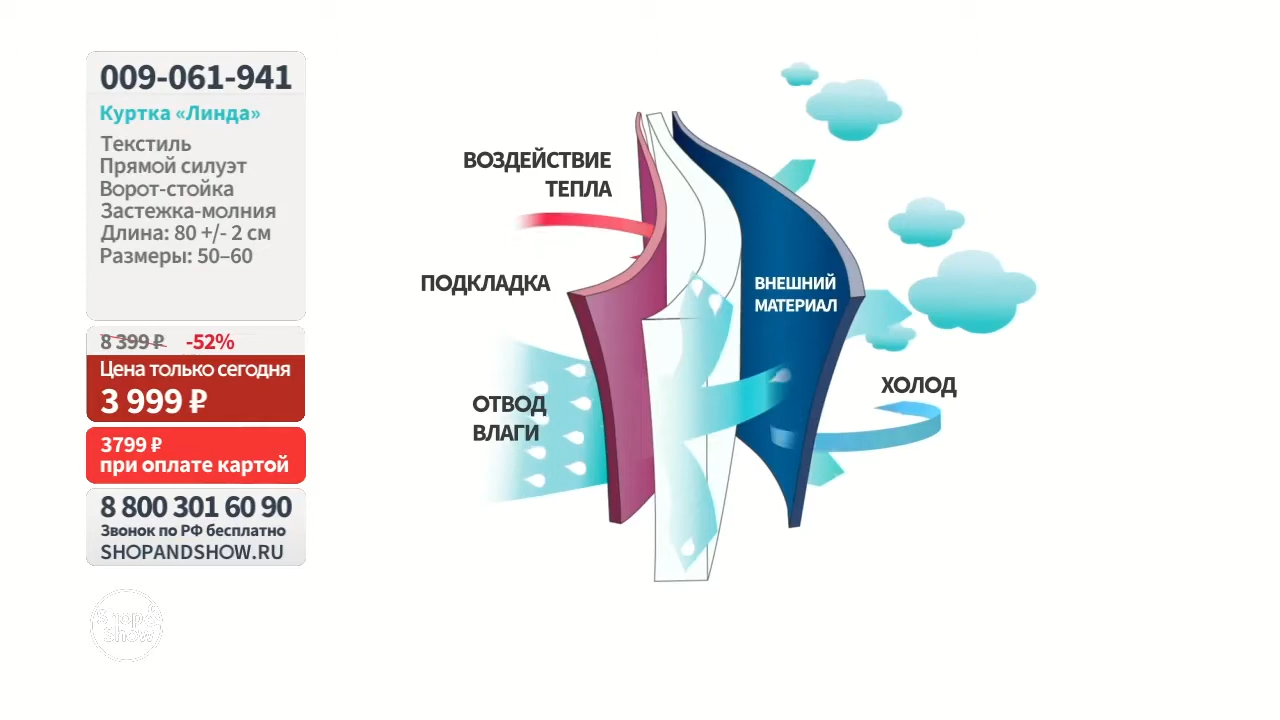 009-061-941
Куртка «Линда»
Текстиль
Прямой силуэт
Ворот-стойка
Застежка-молния
Длина: 80 +/- 2 см
Размеры: 50–60
8 399 ₽ -52%
Цена только сегодня
3 999 ₽
3799 ₽
при оплате картой
8 800 301 60 90
Звонок по РФ бесплатно
SHOPANDSHOW.RU
Shop&
Show
ВОЗДЕЙСТВИЕ
ТЕПЛА
ПОДКЛАДКА
ВНЕШНИЙ
МАТЕРИАЛ
ХОЛОД
ОТВОД
ВЛАГИ